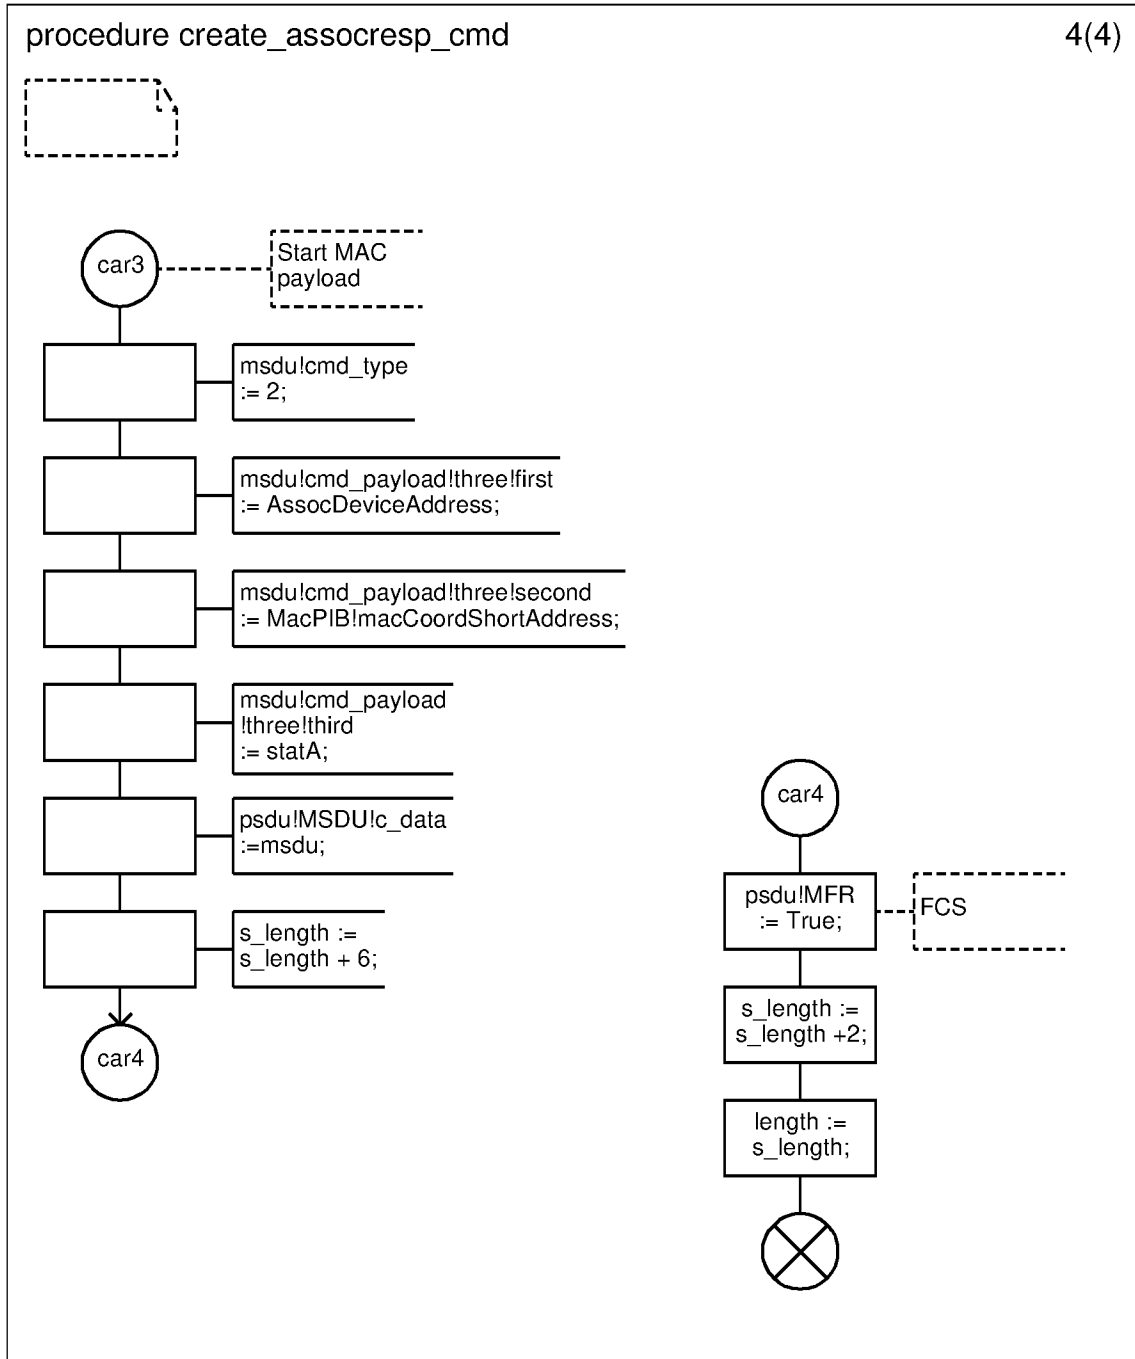 procedure create_assocresp_cmd
4(4)
car3
Start MAC
payload
msdu!cmd_type
:= 2;
msdu!cmd_payload!three!first
:= AssocDeviceAddress;
msdu!cmd_payload!three!second
:= MacPIB!macCoordShortAddress;
msdu!cmd_payload
!three!third
:= statA;
psdu!MSDU!c_data
:=msdu;
s_length :=
s_length + 6;
car4
car4
psdu!MFR
:= True;
FCS
s_length :=
s_length +2;
length :=
s_length;